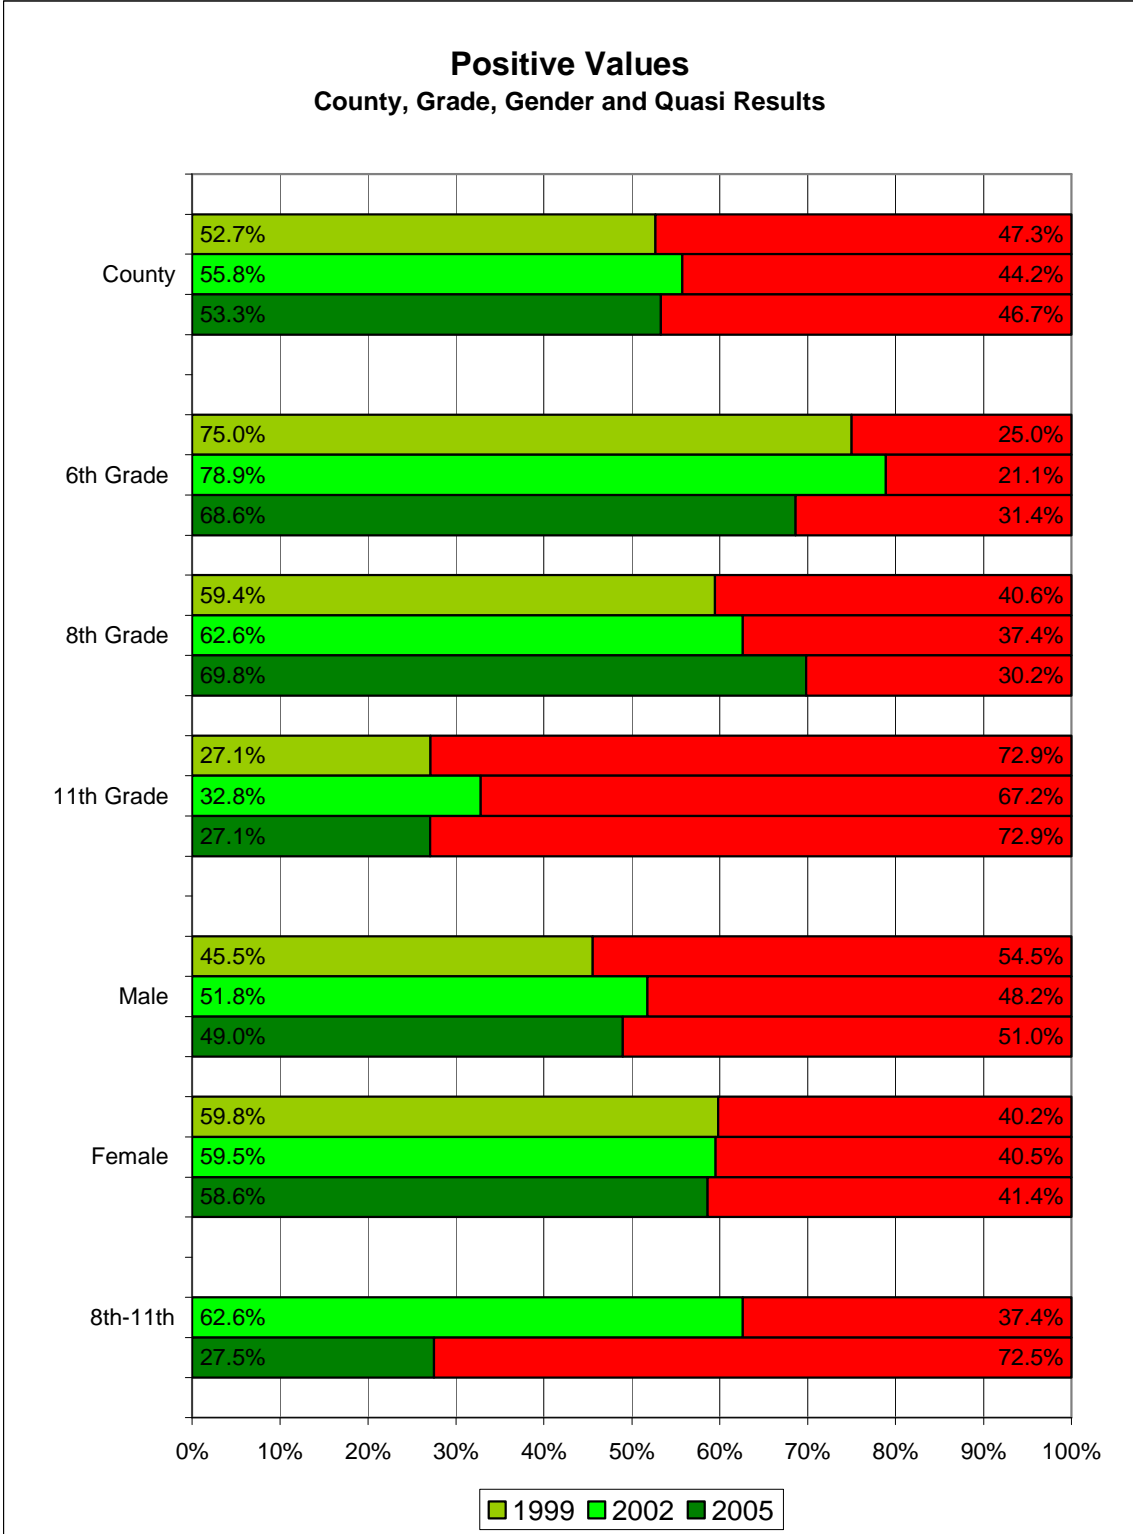 Positive Values
County, Grade, Gender and Quasi Results
52.7% 47.3%
County 55.8% 44.2%
53.3% 46.7%
75.0% 25.0%
6th Grade 78.9% 21.1%
68.6% 31.4%
59.4% 40.6%
8th Grade 62.6% 37.4%
69.8% 30.2%
27.1% 72.9%
11th Grade 32.8% 67.2%
27.1% 72.9%
45.5% 54.5%
Male 51.8% 48.2%
49.0% 51.0%
59.8% 40.2%
Female 59.5% 40.5%
58.6% 41.4%
8th-11th 62.6% 37.4%
27.5% 72.5%
0% 10% 20% 30% 40% 50% 60% 70% 80% 90% 100%
1999 2002 2005